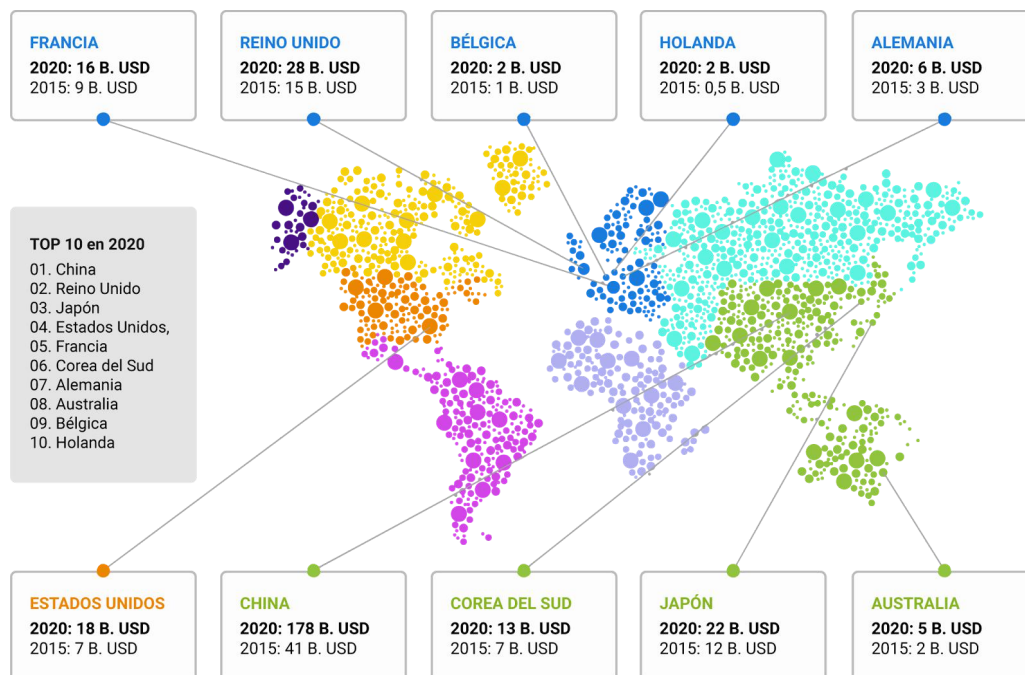 FRANCIA
2020: 16 B. USD
2015: 9 B. USD
REINO UNIDO
2020: 28 B. USD
2015: 15 B. USD
BÉLGICA
2020: 2 B. USD
2015: 1 B. USD
HOLANDA
2020: 2 B. USD
2015: 0,5 B. USD
ALEMANIA
2020: 6 B. USD
2015: 3 B. USD
TOP 10 en 2020
01. China
02. Reino Unido
03. Japón
04. Estados Unidos,
05. Francia
06. Corea del Sud
07. Alemania
08. Australia
09. Bélgica
10. Holanda
ESTADOS UNIDOS
2020: 18 B. USD
2015: 7 B. USD
CHINA
2020: 178 B. USD
2015: 41 B. USD
COREA DEL SUD
2020: 13 B. USD
2015: 7 B. USD
JAPÓN
2020: 22 B. USD
2015: 12 B. USD
AUSTRALIA
2020: 5 B. USD
2015: 2 B. USD